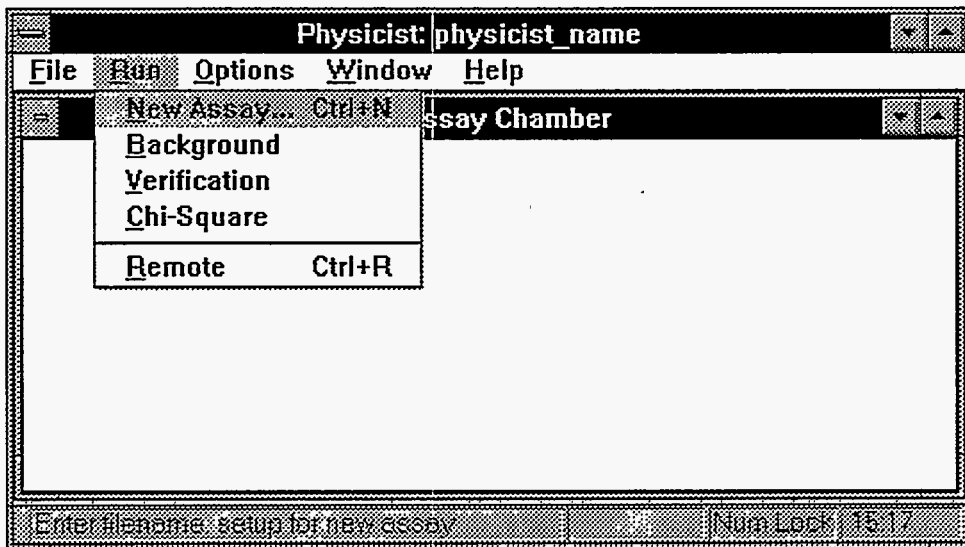 Physicist: physicist_name
File Run Options Window Help
New Assay... Ctrl+N
ssay Chamber
Background
Verification
Chi-Square
Remote Ctrl+R
Enter filename, setup for new assay Num Lock 15:17